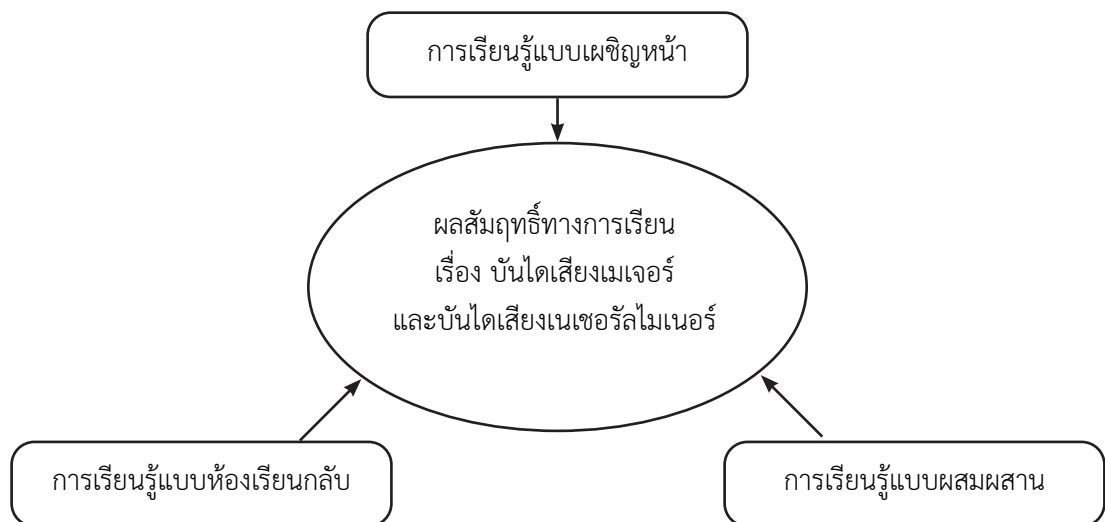 การเรียนรู้แบบเผชิญหน้า
ผลสัมฤทธิ์ทางการเรียน
เรื่อง บันไดเสียงเมเจอร์
และบันไดเสียงเนเชอรัลไมเนอร์
การเรียนรู้แบบห้องเรียนกลับ
การเรียนรู้แบบผสมผสาน